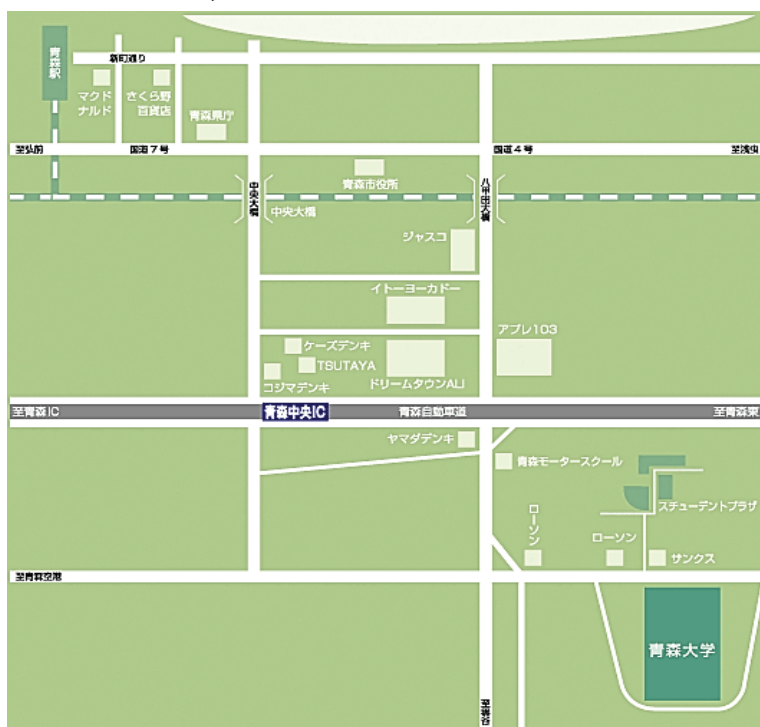 新町通り
青森駅
マクド
ナルド
さくら野
百貨店
青森県庁
至弘前
国道7号
国道4号
至浅虫
青森市役所
中央大橋
中央大橋
八甲田大橋
ジャスコ
イトーヨーカドー
アプレ103
ケーズデンキ
TSUTAYA
コジマデンキ
ドリームタウンALi
至青森IC
青森中央IC
青森自動車道
至青森東
ヤマダデンキ
青森モータースクール
スチューデントプラザ
ローソン
ローソン
サンクス
至青森空港
青森大学
至雲谷